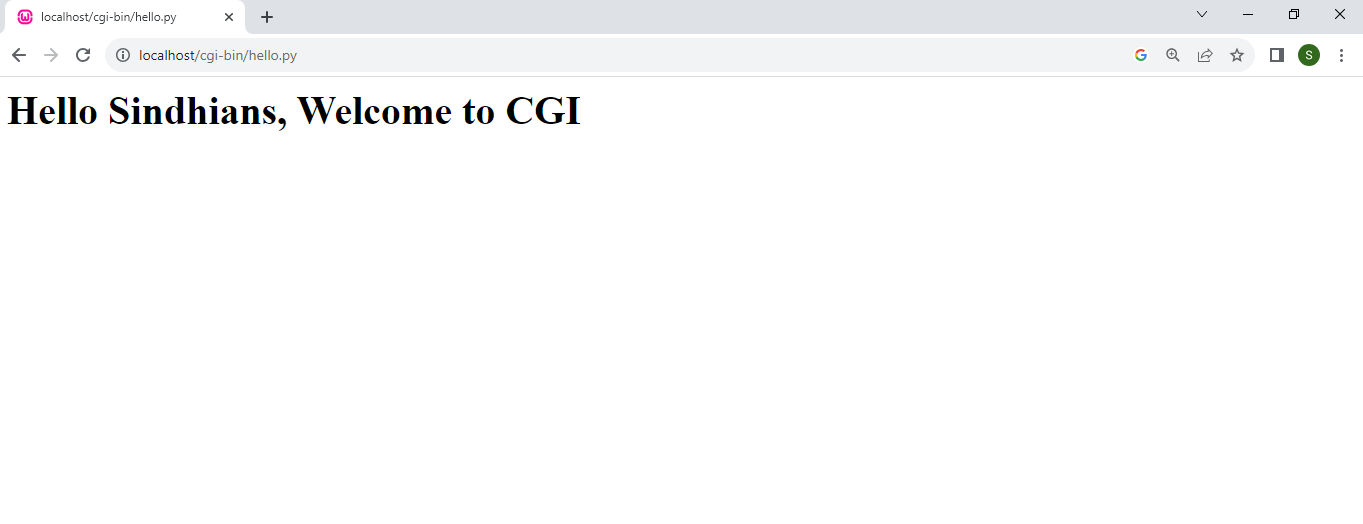 localhost/cgi-bin/hello.py
localhost/cgi-bin/hello.py
S
Hello Sindhians, Welcome to CGI